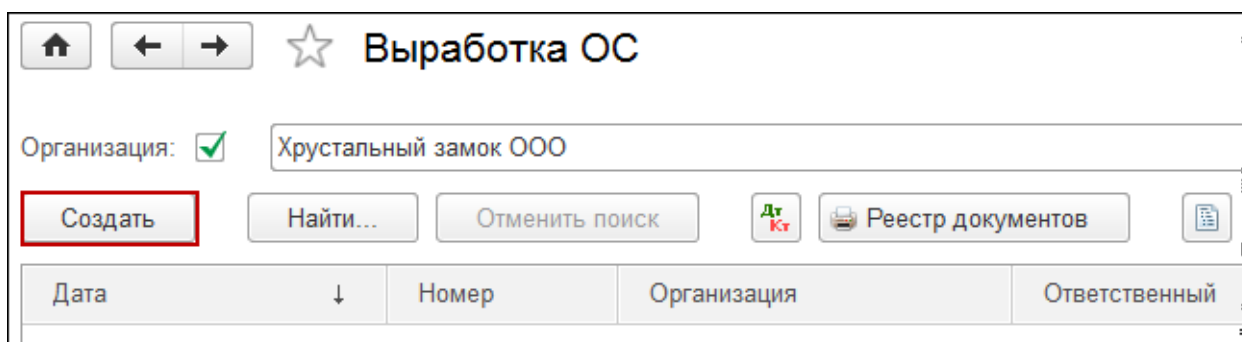 Выработка ОС
Организация: Хрустальный замок ООО
Создать Найти... Отменить поиск Дт Кт Реестр документов
Дата ↓ Номер Организация Ответственный